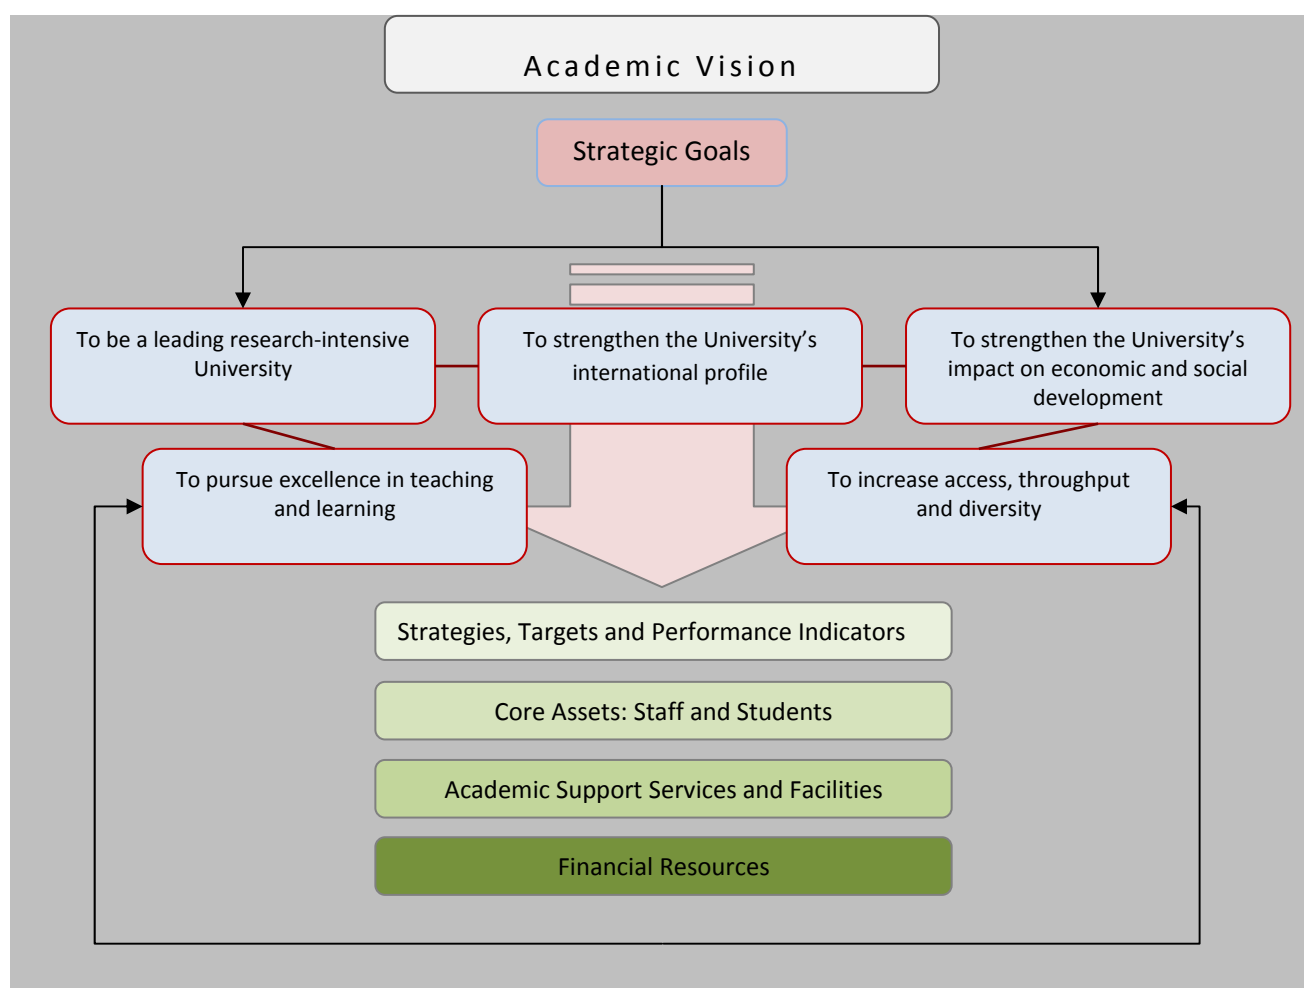 Academic Vision
Strategic Goals
To be a leading research-intensive
University
To strengthen the University’s
international profile
To strengthen the University’s
impact on economic and social
development
To pursue excellence in teaching
and learning
To increase access, throughput
and diversity
Strategies, Targets and Performance Indicators
Core Assets: Staff and Students
Academic Support Services and Facilities
Financial Resources